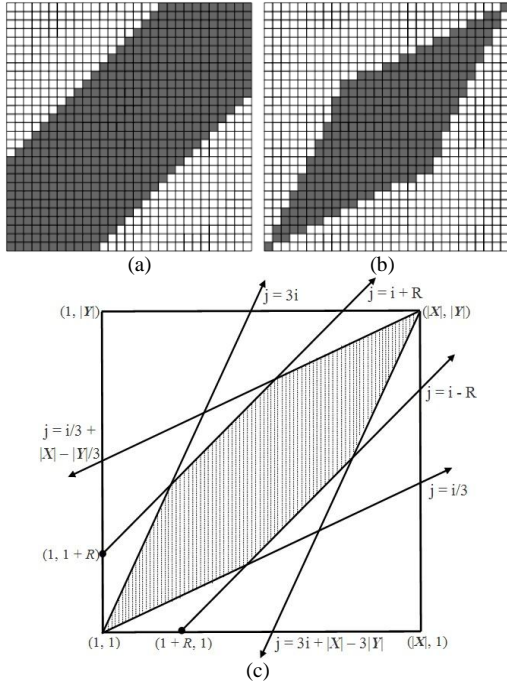 (a)
(b)
j = 3i
j = i + R
(1, |Y|)
(|X|, |Y|)
j = i - R
j = i/3 +
|X| – |Y|/3
j = i/3
(1, 1 + R)
(1, 1)
(1 + R, 1)
j = 3i + |X| – 3|Y|
(|X|, 1)
(c)